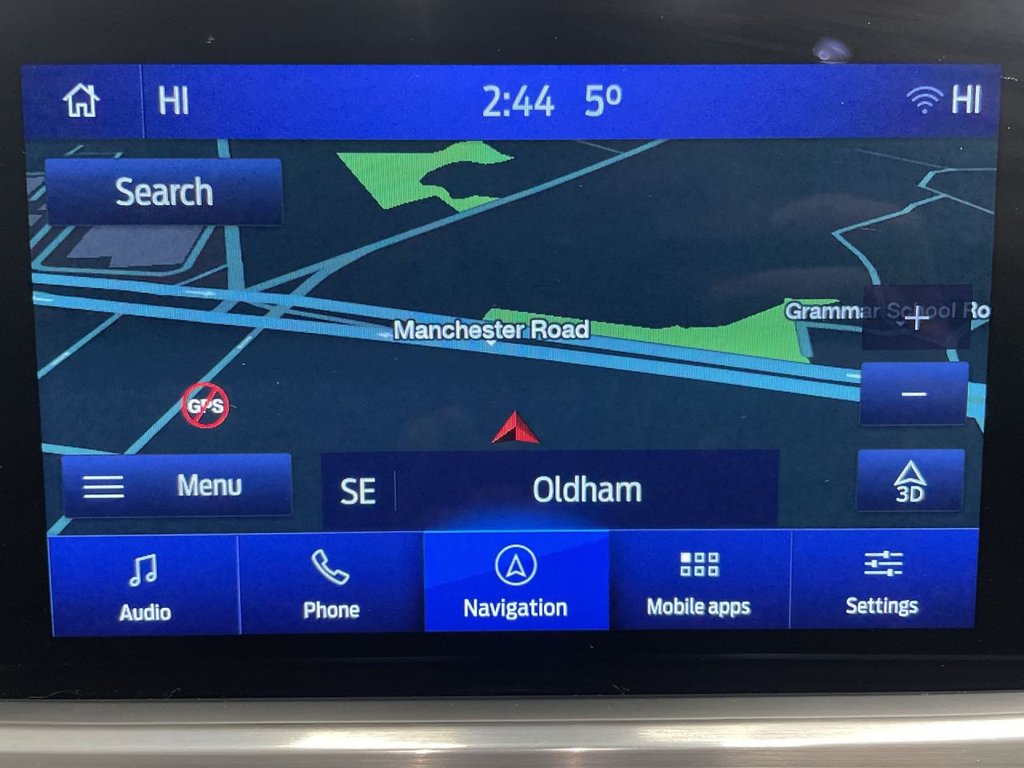 HI 2:44 5° HI
Search
Manchester Road
Grammar School Ro
+
GPS
−
Menu
SE Oldham
3D
Audio Phone Navigation Mobile apps Settings